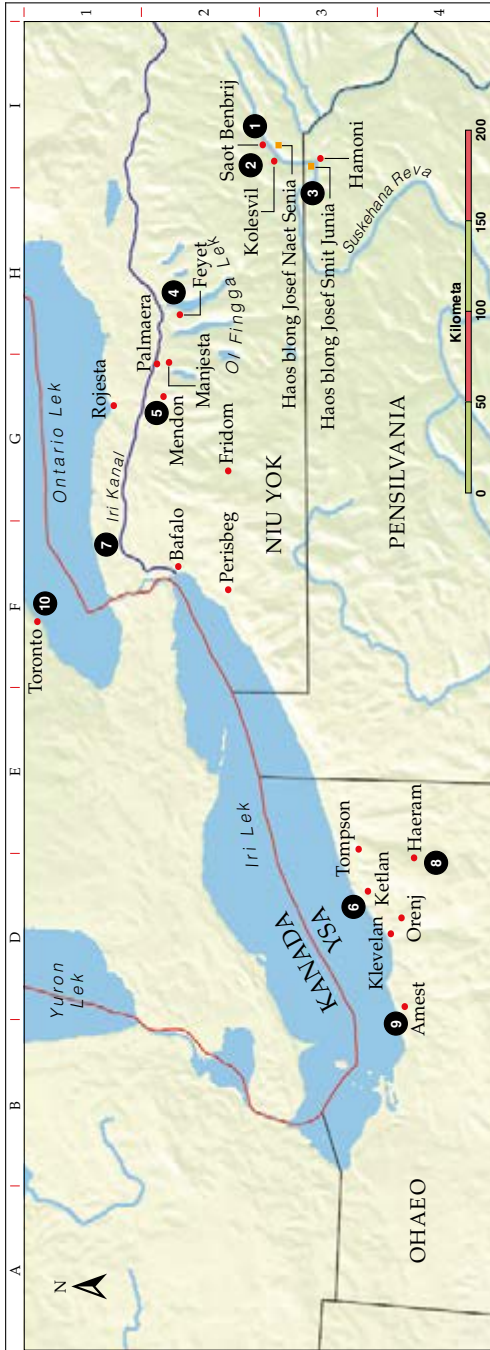 A
B
D
E
F
G
H
I
1
2
3
4
N
Yuron
Lek
Ontario Lek
Toronto
10
7
Rojesta
Iri Kanal
Palmaera
Manjesta
Mendon
5
4
Feyet
Ol Fingga Lek
Saot Benbrij
1
2
Kolesvil
Haos blong Josef Naet Senia
Haos blong Josef Smit Junia
3
Hamoni
Suskehana Reva
Bafalo
Perisbeg
Fridom
NIU YOK
PENSILVANIA
Iri Lek
KANADA
YSA
Tompson
6
Ketlan
Klevelan
Orenj
Haeram
8
9
Amest
OHAEO
Kilometa
0
50
100
150
200